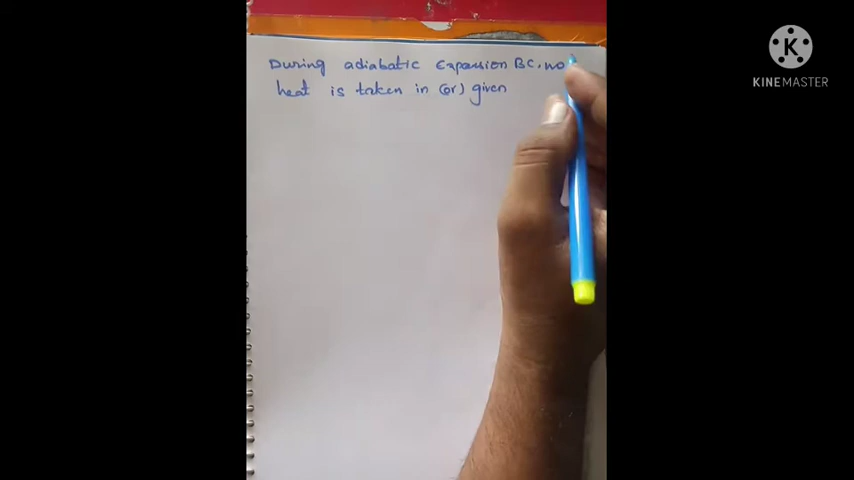 During adiabatic Expansion BC, no
heat is taken in (or) given
K
KINEMASTER